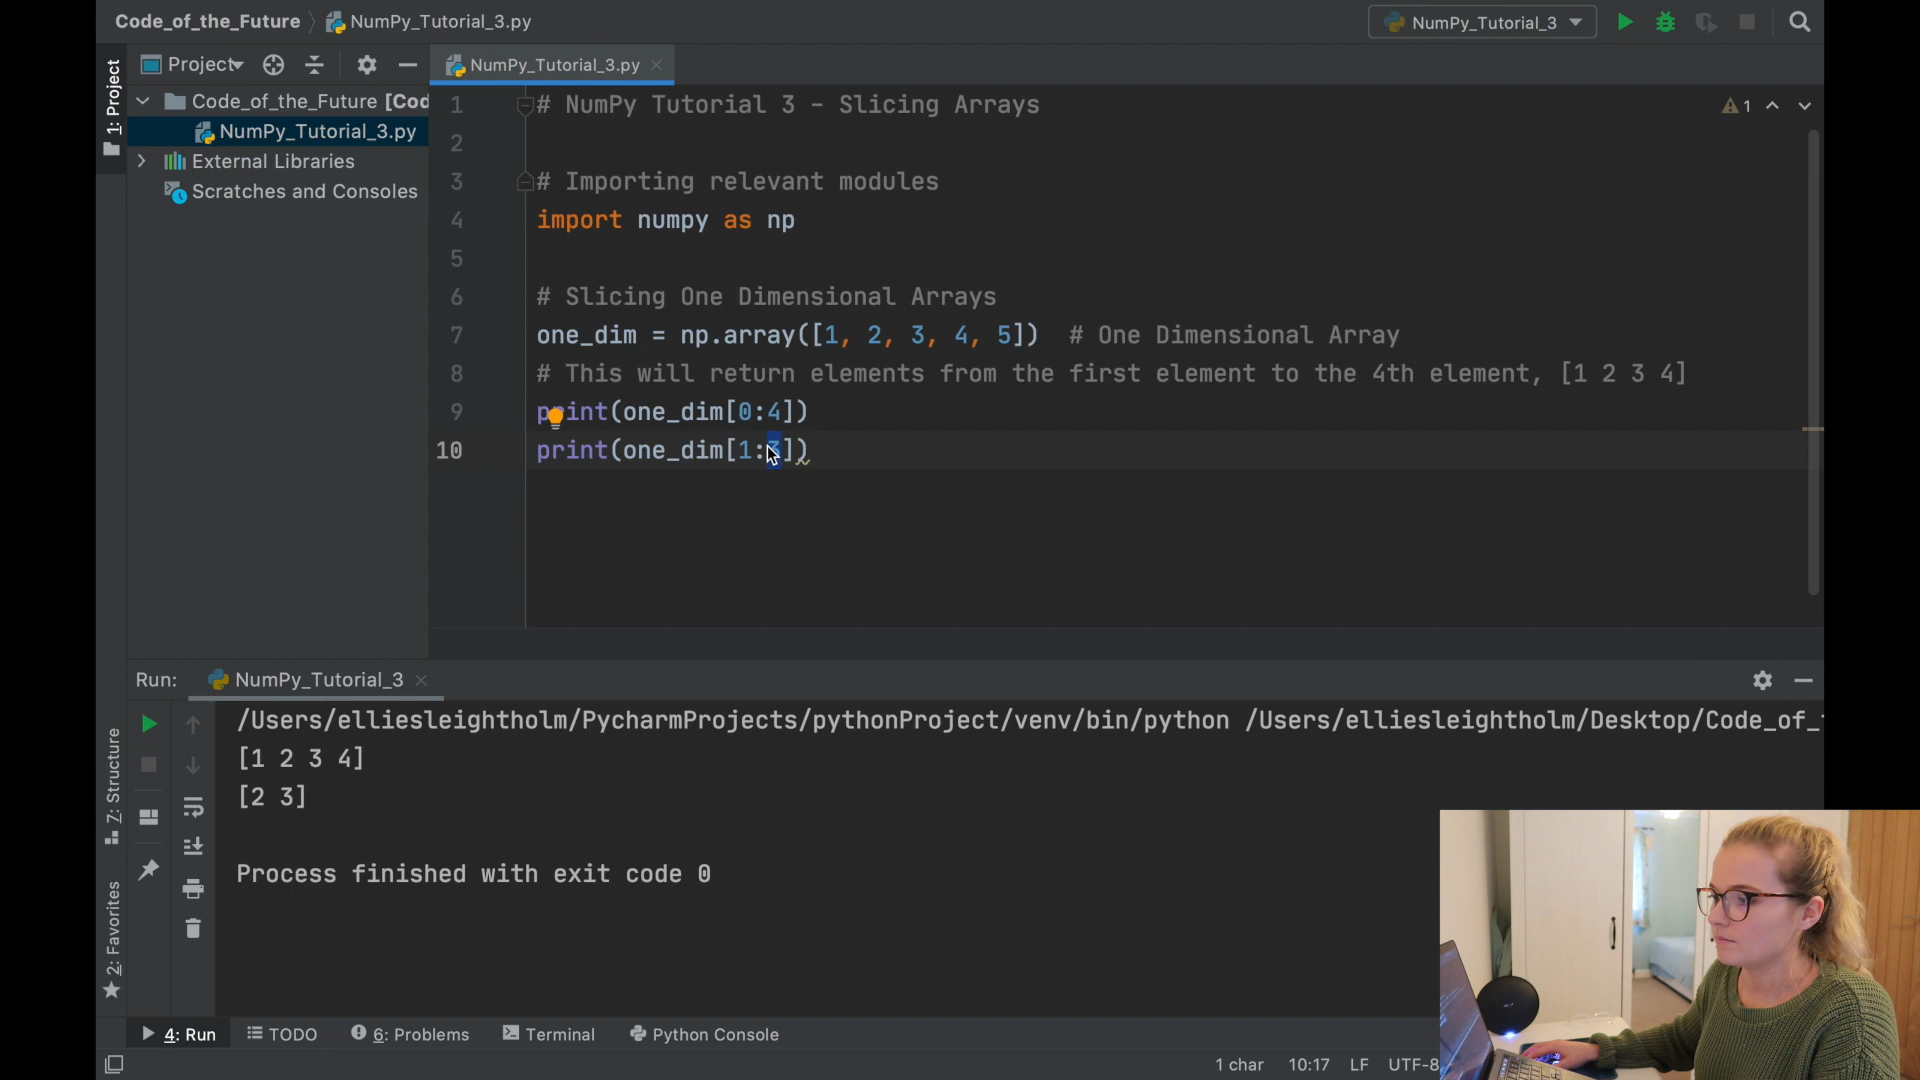 Code_of_the_Future NumPy_Tutorial_3.py NumPy_Tutorial_3
1: Project
Project NumPy_Tutorial_3.py
Code_of_the_Future [Cod
NumPy_Tutorial_3.py
External Libraries
Scratches and Consoles
1 # NumPy Tutorial 3 - Slicing Arrays 1
2
3 # Importing relevant modules
4 import numpy as np
5
6 # Slicing One Dimensional Arrays
7 one_dim = np.array([1, 2, 3, 4, 5]) # One Dimensional Array
8 # This will return elements from the first element to the 4th element, [1 2 3 4]
9 print(one_dim[0:4])
10 print(one_dim[1:3])
Run: NumPy_Tutorial_3
/Users/elliesleightholm/PycharmProjects/pythonProject/venv/bin/python /Users/elliesleightholm/Desktop/Code_of_
[1 2 3 4]
[2 3]
Process finished with exit code 0
7: Structure
2: Favorites
4: Run TODO 6: Problems Terminal Python Console
1 char 10:17 LF UTF-8